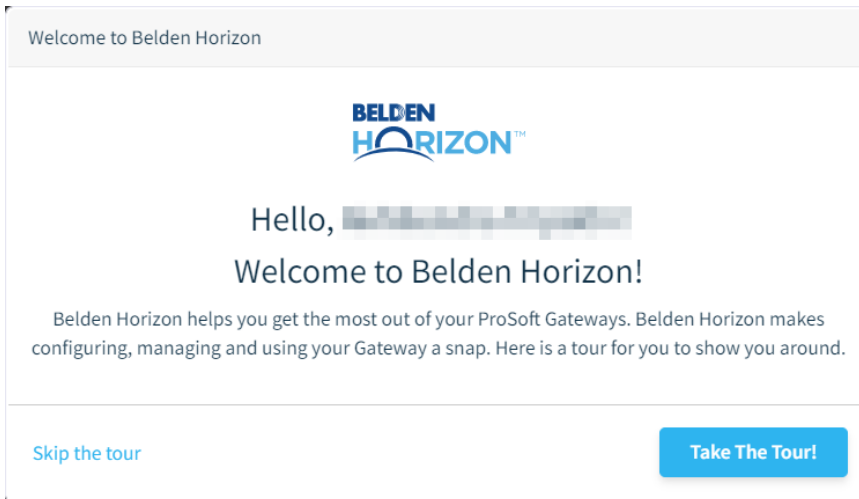 Welcome to Belden Horizon
BELDEN
HORIZON™
Hello,
Welcome to Belden Horizon!
Belden Horizon helps you get the most out of your ProSoft Gateways. Belden Horizon makes
configuring, managing and using your Gateway a snap. Here is a tour for you to show you around.
Skip the tour
Take The Tour!